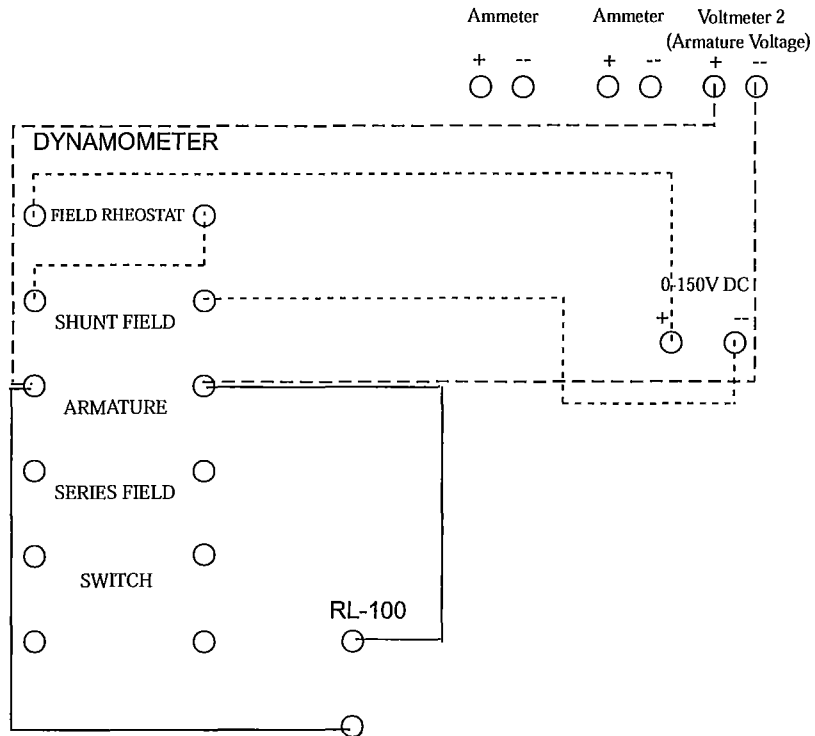 Ammeter Ammeter Voltmeter 2
(Armature Voltage)
+ -- + -- + --
DYNAMOMETER
FIELD RHEOSTAT
0-150V DC
SHUNT FIELD
+ --
ARMATURE
SERIES FIELD
SWITCH
RL-100